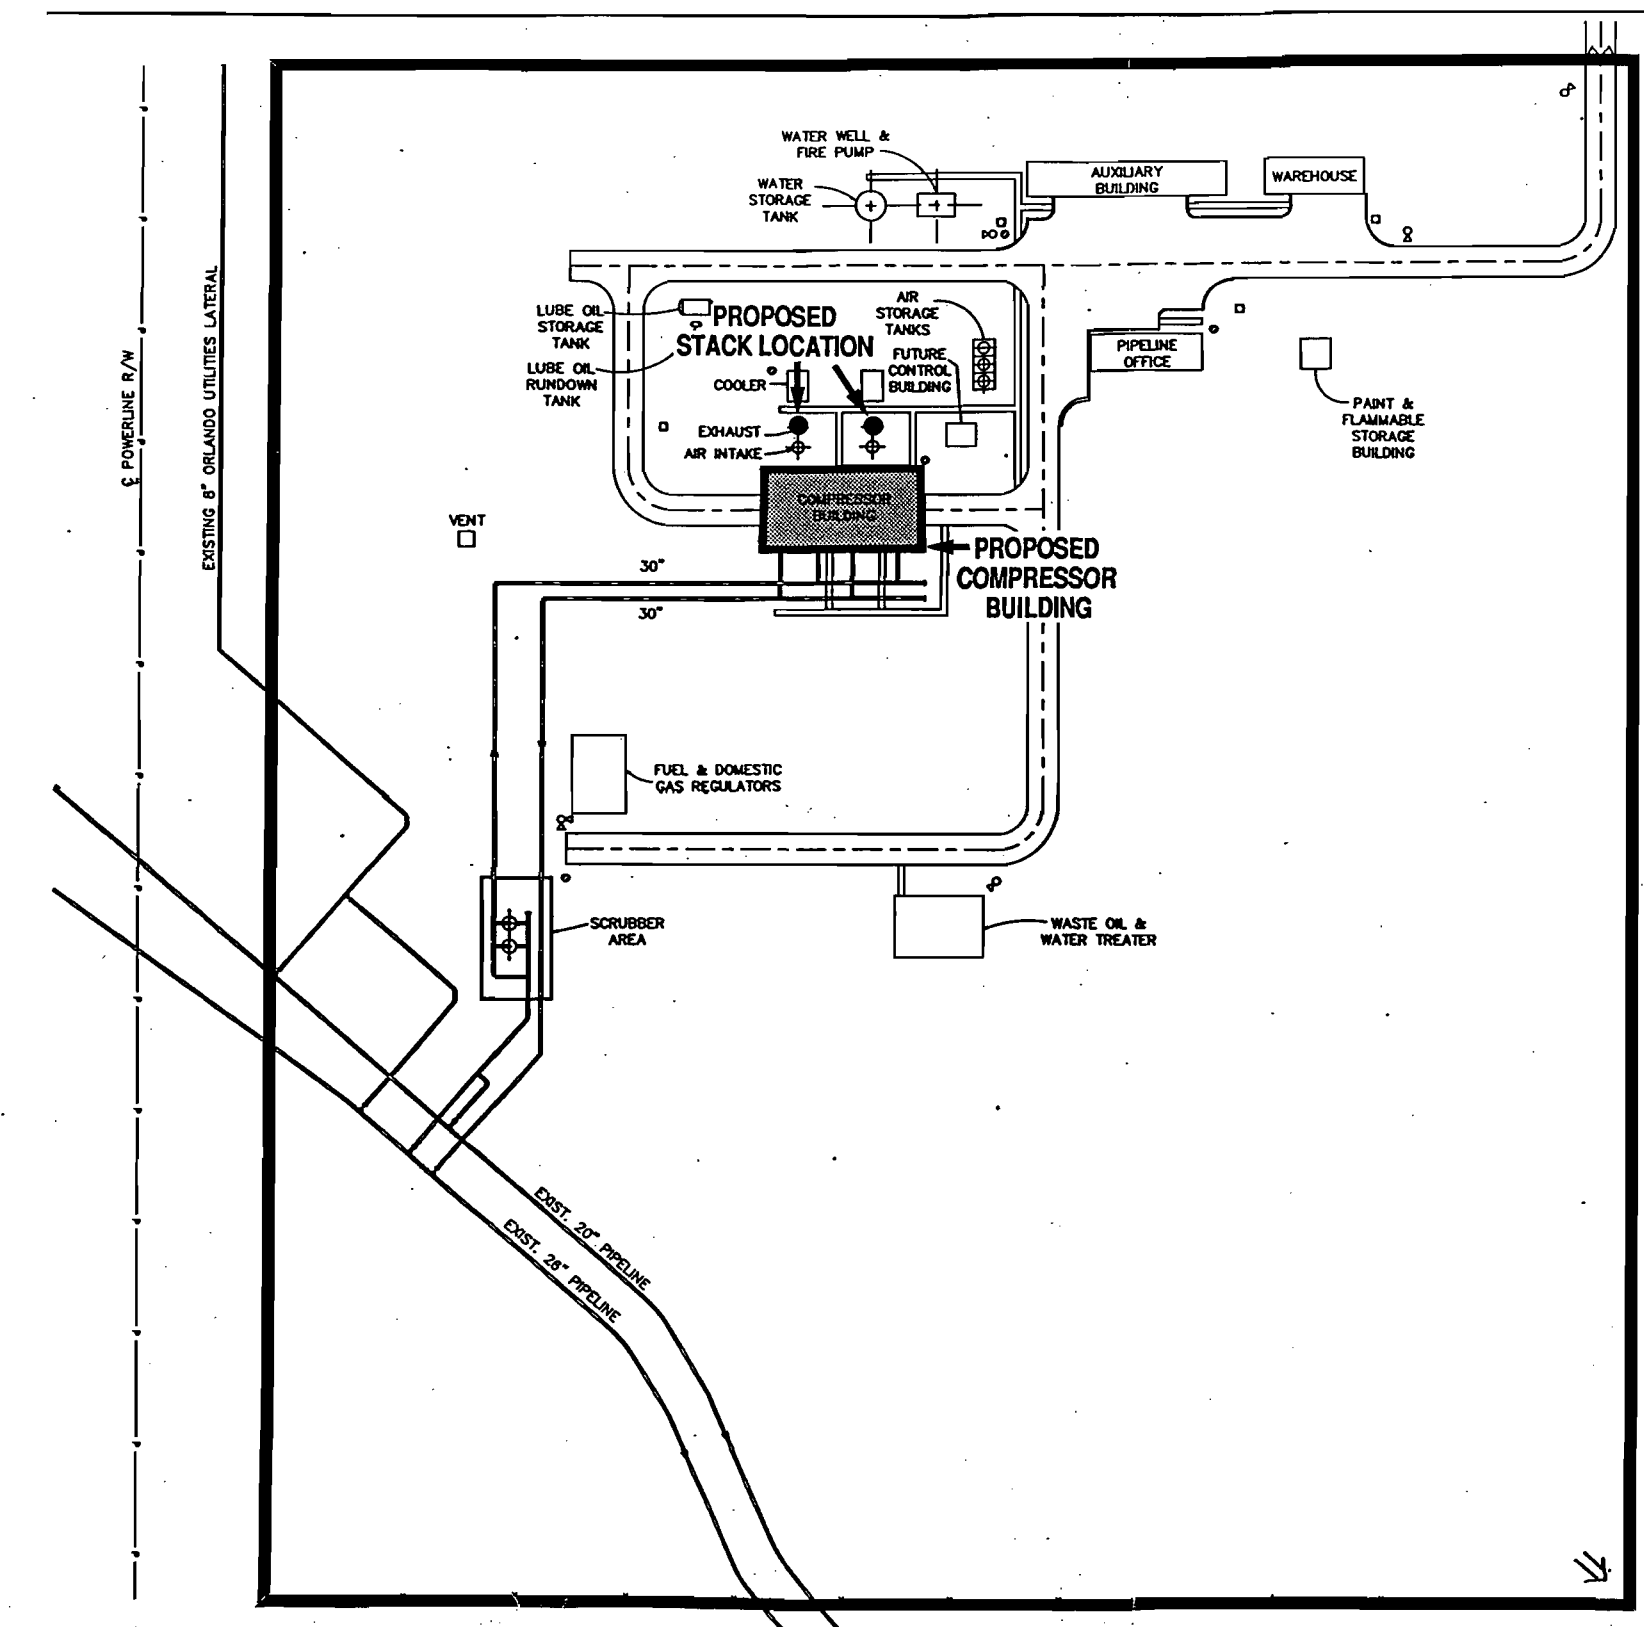 WATER WELL &
FIRE PUMP
WATER
STORAGE
TANK
AUXILIARY
BUILDING
WAREHOUSE
EXISTING 8" ORLANDO UTILITIES LATERAL
℄ POWERLINE R/W
LUBE OIL
STORAGE
TANK
LUBE OIL
RUNDOWN
TANK
PROPOSED
STACK LOCATION
AIR
STORAGE
TANKS
FUTURE
CONTROL
BUILDING
COOLER
EXHAUST
AIR INTAKE
PIPELINE
OFFICE
PAINT &
FLAMMABLE
STORAGE
BUILDING
COMPRESSOR
BUILDING
VENT
PROPOSED
COMPRESSOR
BUILDING
30"
30"
FUEL & DOMESTIC
GAS REGULATORS
SCRUBBER
AREA
WASTE OIL &
WATER TREATER
EXIST. 20" PIPELINE
EXIST. 26" PIPELINE